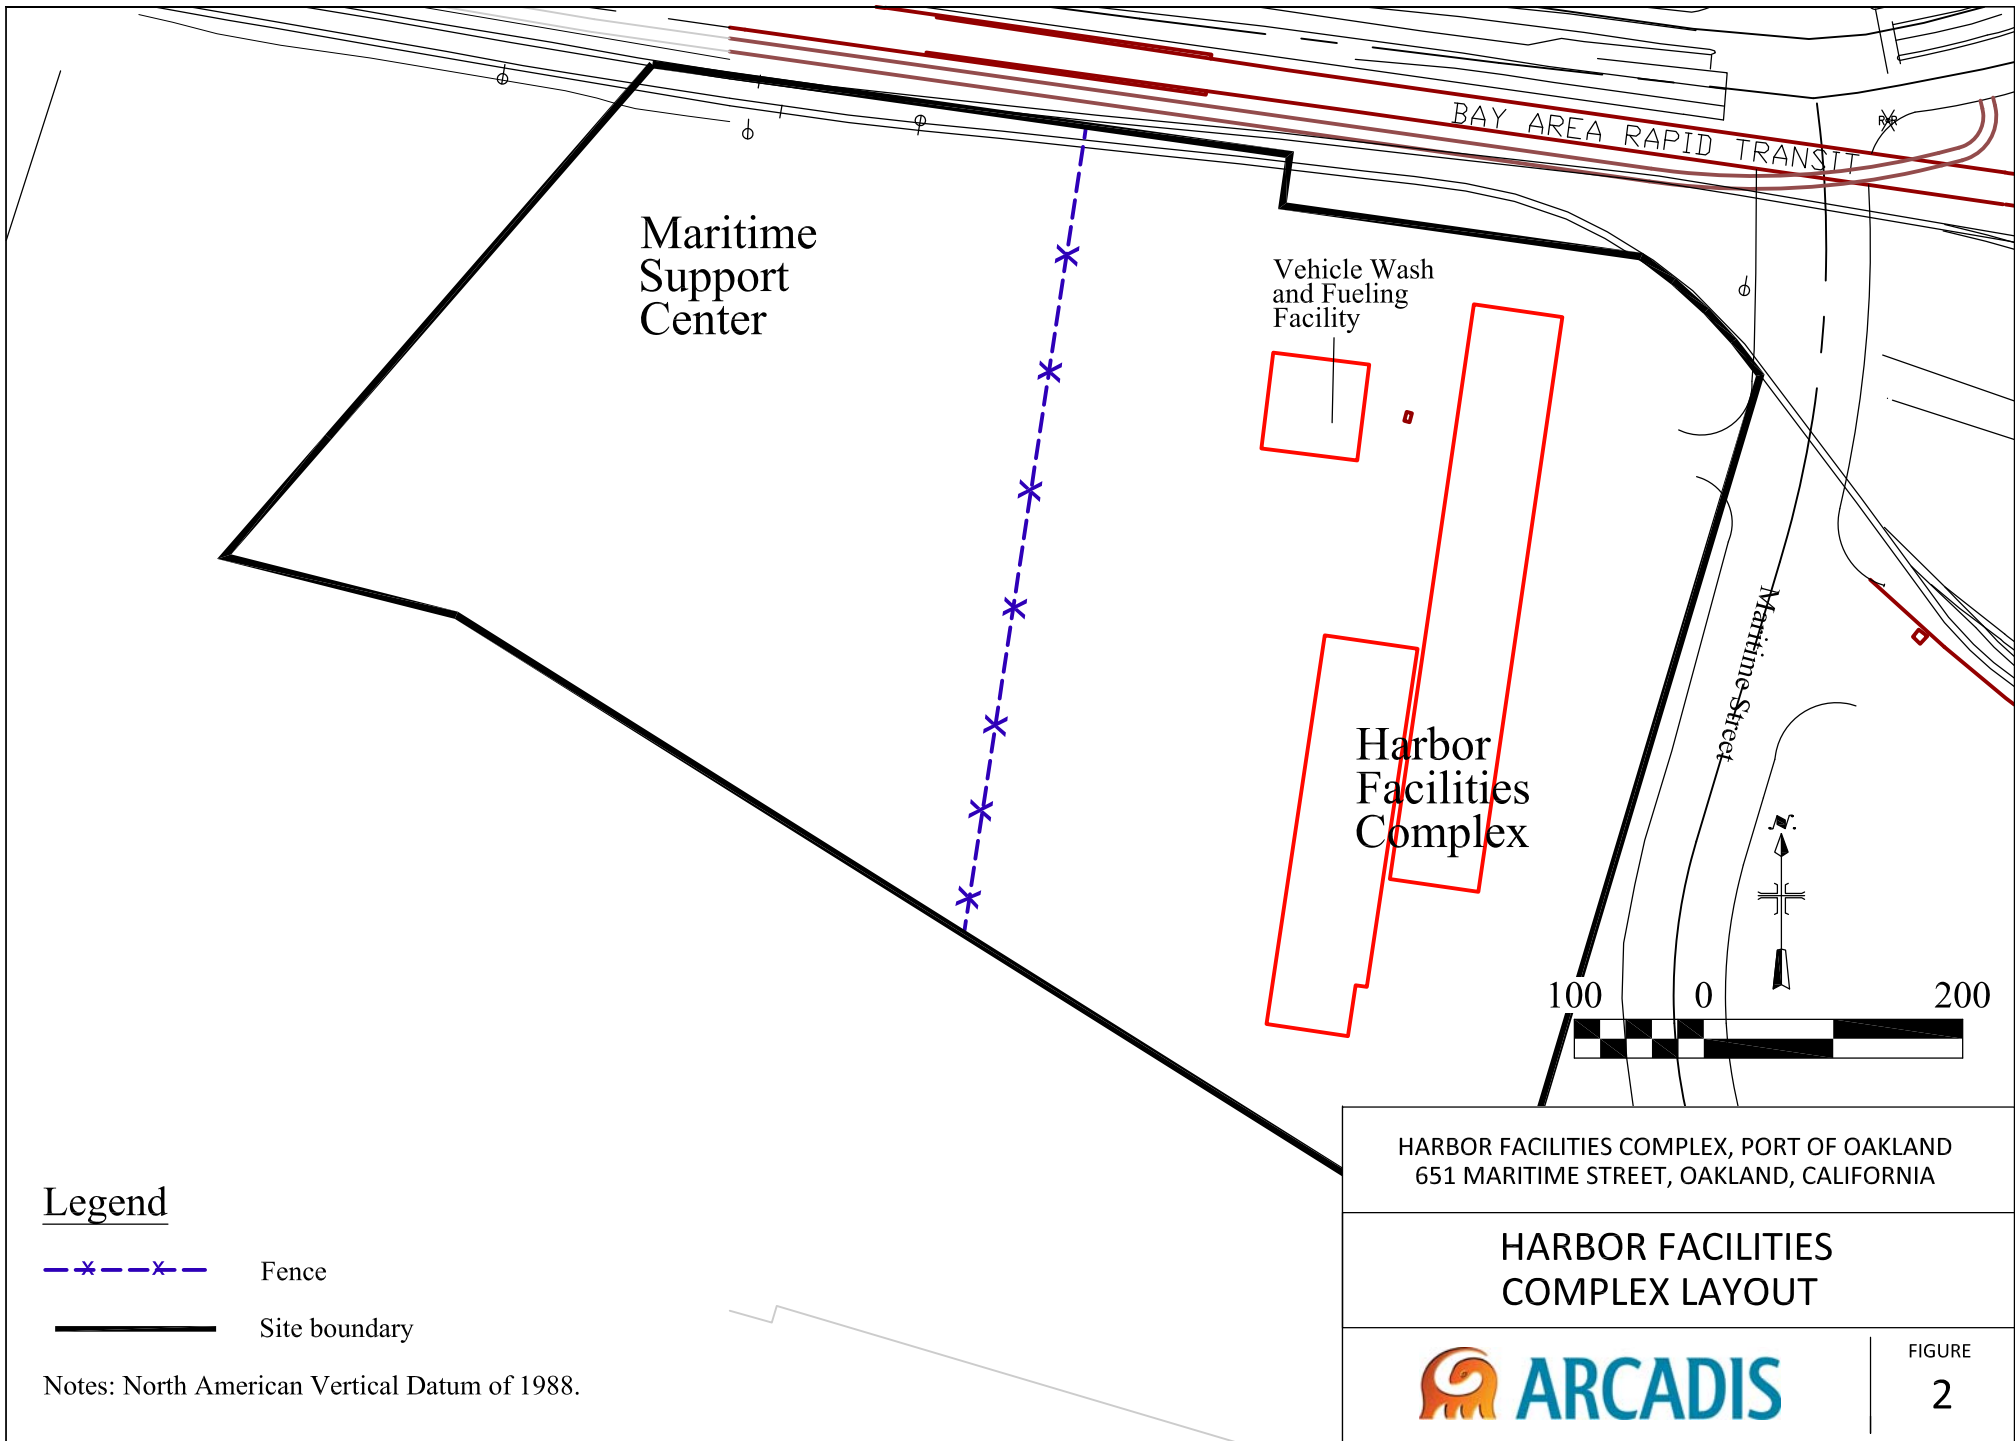 BAY AREA RAPID TRANSIT
Maritime
Support
Center
Vehicle Wash
and Fueling
Facility
Maritime Street
Harbor
Facilities
Complex
100 0 200
HARBOR FACILITIES COMPLEX, PORT OF OAKLAND
651 MARITIME STREET, OAKLAND, CALIFORNIA
HARBOR FACILITIES
COMPLEX LAYOUT
ARCADIS
FIGURE
2
Legend
Fence
Site boundary
Notes: North American Vertical Datum of 1988.